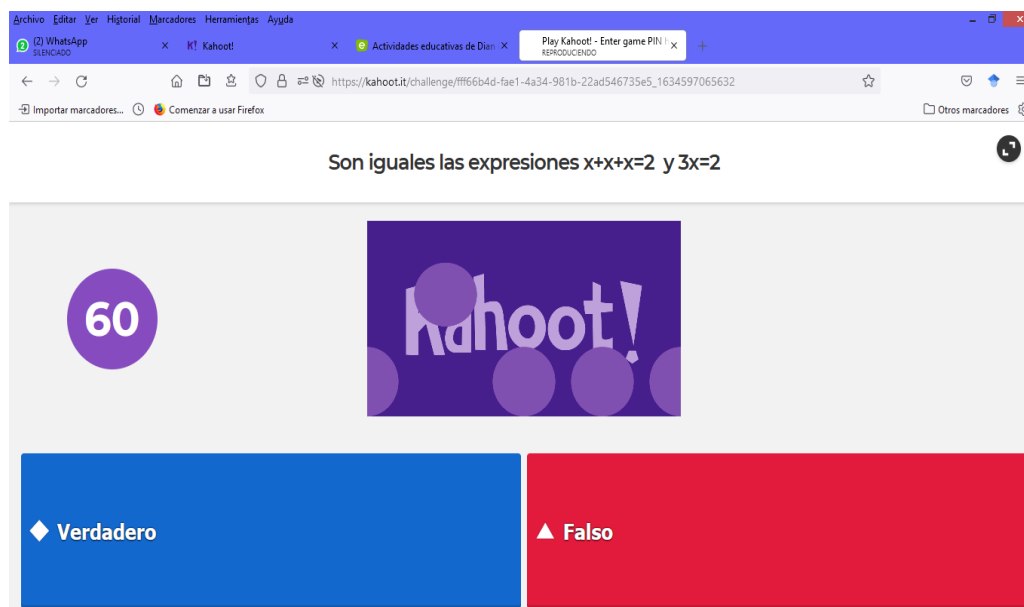 Archivo Editar Ver Historial Marcadores Herramientas Ayuda
(2) WhatsApp
SILENCIADO
K! Kahoot!
Actividades educativas de Dian
Play Kahoot! - Enter game PIN h
REPRODUCIENDO
https://kahoot.it/challenge/fff66b4d-fae1-4a34-981b-22ad546735e5_1634597065632
Importar marcadores... Comenzar a usar Firefox Otros marcadores
Son iguales las expresiones x+x+x=2 y 3x=2
60
Kahoot!
Verdadero
Falso